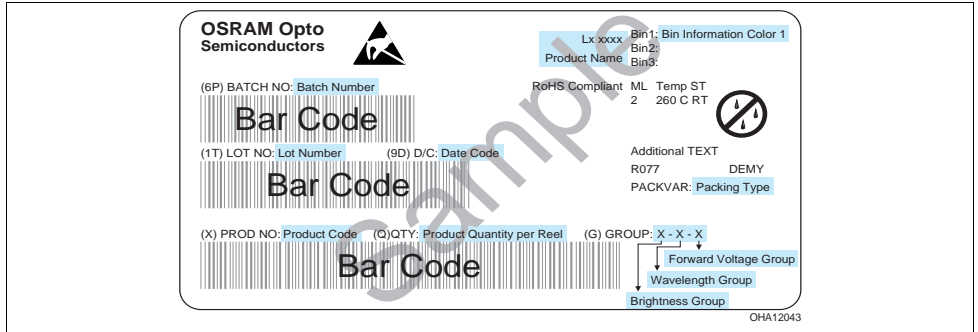 OSRAM Opto
Semiconductors
Lx xxxx
Product Name
Bin1: Bin Information Color 1
Bin2:
Bin3:
(6P) BATCH NO: Batch Number
Bar Code
RoHS Compliant ML Temp ST
2 260 C RT
(1T) LOT NO: Lot Number (9D) D/C: Date Code
Bar Code
Additional TEXT
R077 DEMY
PACKVAR: Packing Type
(X) PROD NO: Product Code (Q)QTY: Product Quantity per Reel (G) GROUP: X - X - X
Bar Code
Forward Voltage Group
Wavelength Group
Brightness Group
Sample
OHA12043